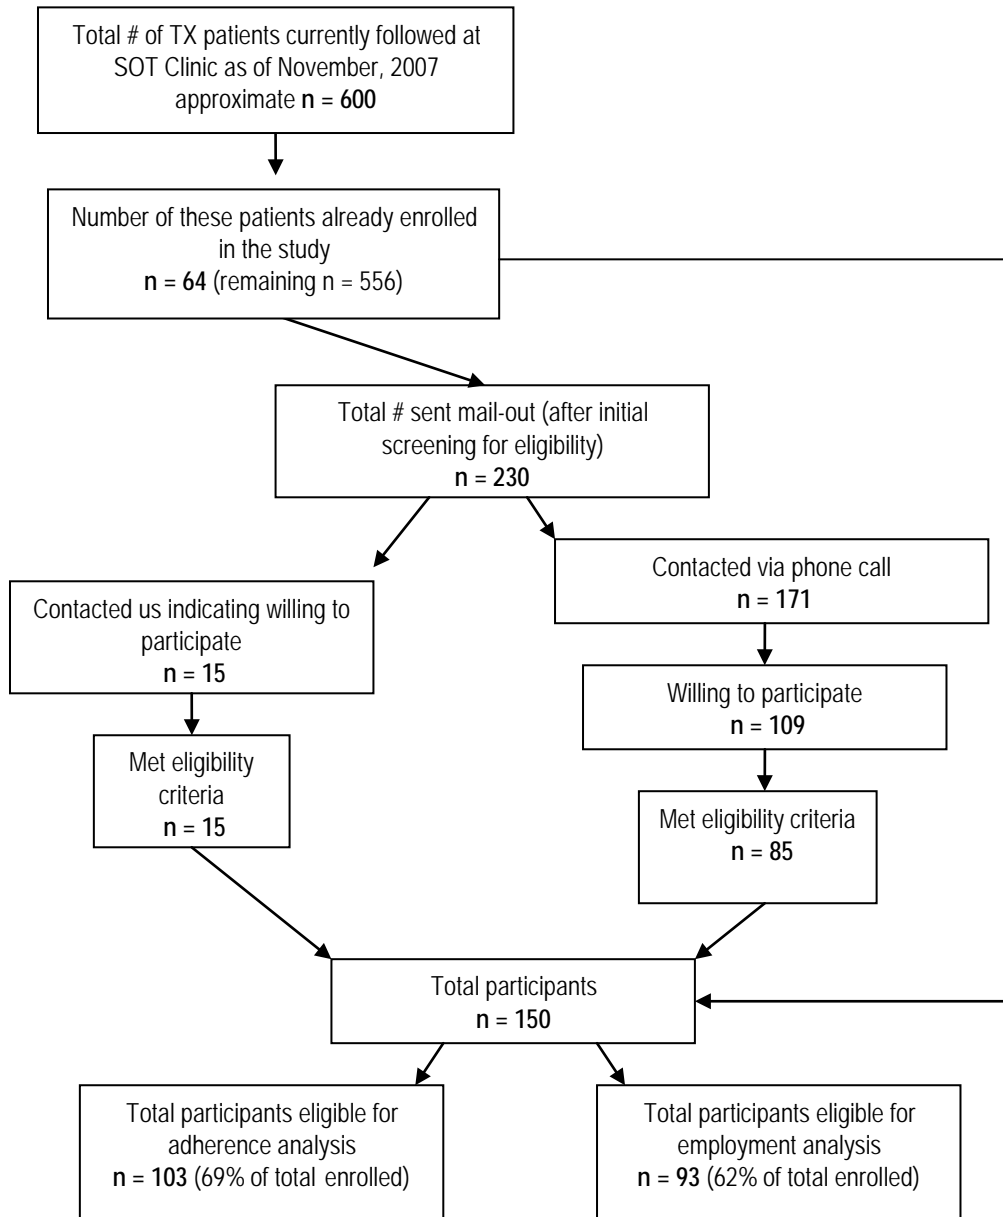 Total # of TX patients currently followed at
SOT Clinic as of November, 2007
approximate n = 600
Number of these patients already enrolled
in the study
n = 64 (remaining n = 556)
Total # sent mail-out (after initial
screening for eligibility)
n = 230
Contacted via phone call
n = 171
Contacted us indicating willing to
participate
n = 15
Willing to participate
n = 109
Met eligibility
criteria
n = 15
Met eligibility criteria
n = 85
Total participants
n = 150
Total participants eligible for
adherence analysis
n = 103 (69% of total enrolled)
Total participants eligible for
employment analysis
n = 93 (62% of total enrolled)